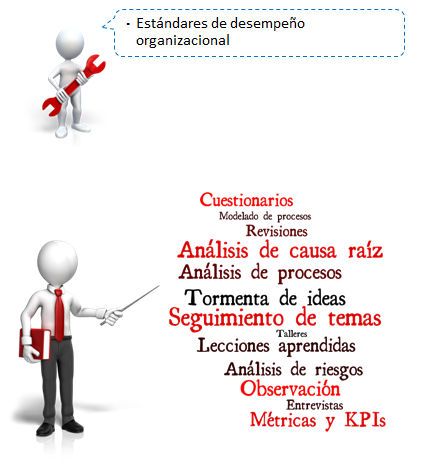 · Estándares de desempeño
organizacional
Cuestionarios
Modelado de procesos
Revisiones
Análisis de causa raíz
Análisis de procesos
Tormenta de ideas
Seguimiento de temas
Talleres
Lecciones aprendidas
Análisis de riesgos
Observación
Entrevistas
Métricas y KPIs